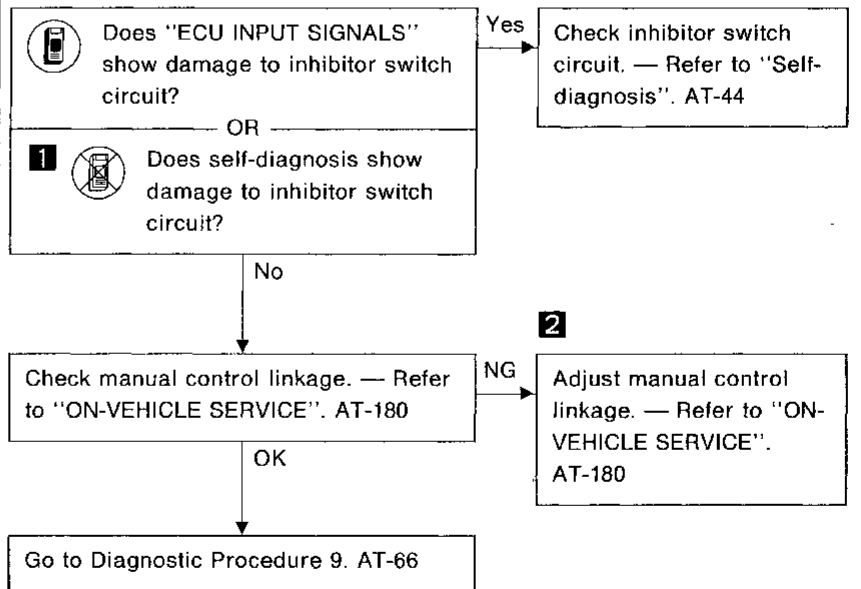 Does "ECU INPUT SIGNALS"
show damage to inhibitor switch
circuit?
Yes
Check inhibitor switch
circuit. — Refer to "Self-
diagnosis". AT-44
OR
1
Does self-diagnosis show
damage to inhibitor switch
circuit?
No
2
Check manual control linkage. — Refer
to "ON-VEHICLE SERVICE". AT-180
NG
Adjust manual control
linkage. — Refer to "ON-
VEHICLE SERVICE".
AT-180
OK
Go to Diagnostic Procedure 9. AT-66